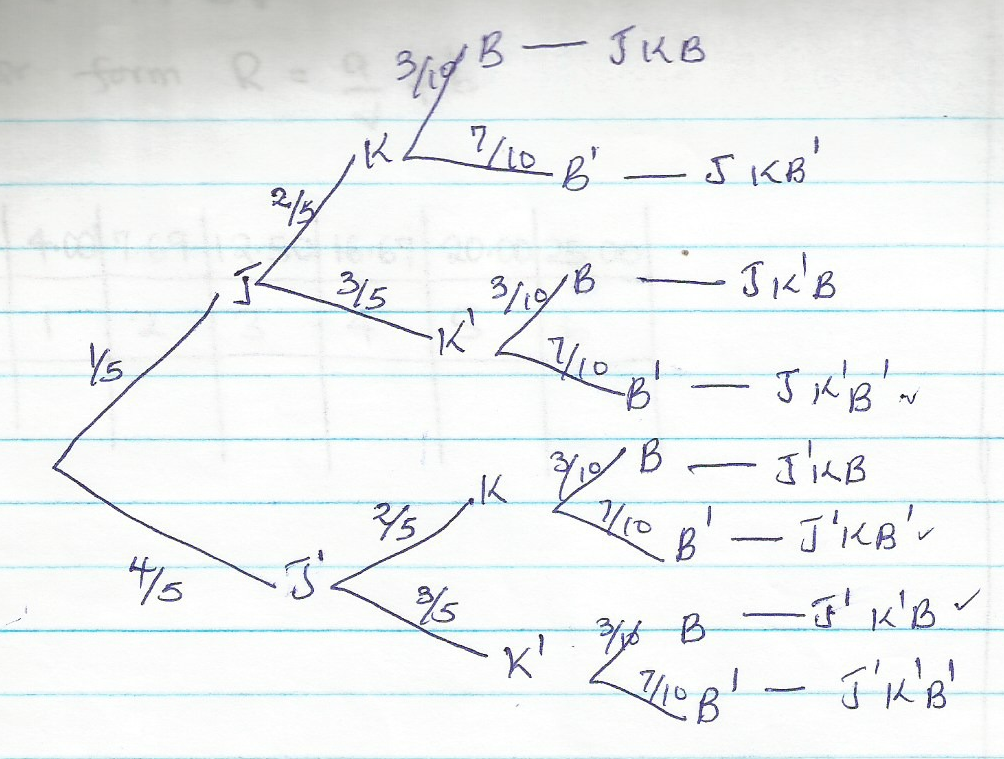 form R = a
3/10 B — JKB
K 7/10 B' — JKB'
2/5
J 3/5 3/10 B — JK'B
K' 7/10 B' — JK'B' ✓
1/5
3/10 B — J'KB
2/5 K 7/10 B' — J'KB' ✓
4/5 J' 3/5 3/10 B — J'K'B ✓
K' 7/10 B' — J'K'B'